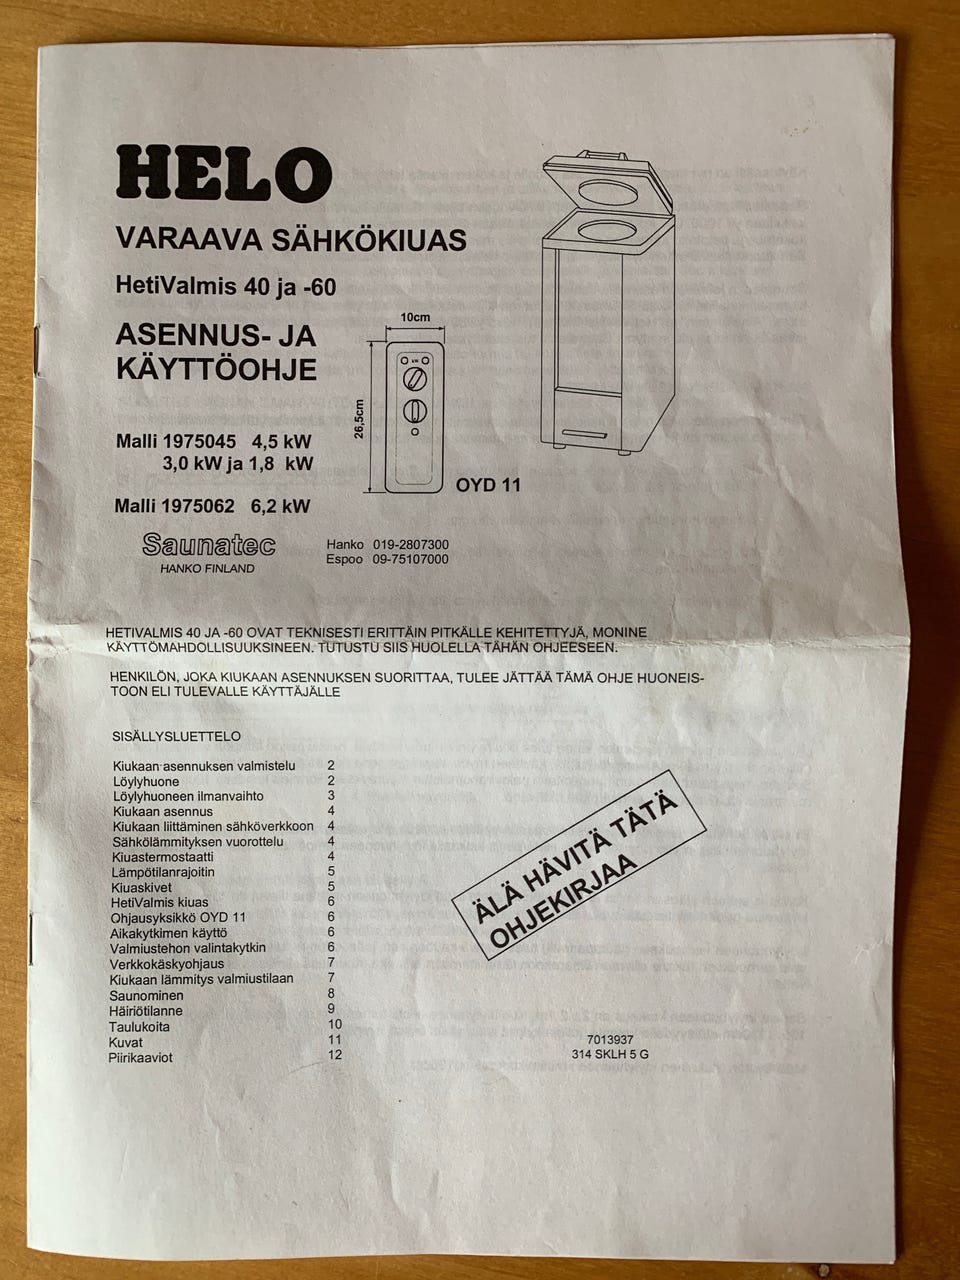 HELO
VARAAVA SÄHKÖKIUAS
HetiValmis 40 ja -60
ASENNUS- JA
KÄYTTÖOHJE
10cm
kW
26,5cm
OYD 11
Malli 1975045 4,5 kW
3,0 kW ja 1,8 kW
Malli 1975062 6,2 kW
Saunatec
HANKO FINLAND
Hanko 019-2807300
Espoo 09-75107000
HETIVALMIS 40 JA -60 OVAT TEKNISESTI ERITTÄIN PITKÄLLE KEHITETTYJÄ, MONINE
KÄYTTÖMAHDOLLISUUKSINEEN. TUTUSTU SIIS HUOLELLA TÄHÄN OHJEESEEN.
HENKILÖN, JOKA KIUKAAN ASENNUKSEN SUORITTAA, TULEE JÄTTÄÄ TÄMÄ OHJE HUONEIS-
TOON ELI TULEVALLE KÄYTTÄJÄLLE
SISÄLLYSLUETTELO
Kiukaan asennuksen valmistelu 2
Löylyhuone 2
Löylyhuoneen ilmanvaihto 3
Kiukaan asennus 4
Kiukaan liittäminen sähköverkkoon 4
Sähkölämmityksen vuorottelu 4
Kiuastermostaatti 4
Lämpötilanrajoitin 5
Kiuaskivet 5
HetiValmis kiuas 6
Ohjausyksikkö OYD 11 6
Aikakytkimen käyttö 6
Valmiustehon valintakytkin 6
Verkkokäskyohjaus 7
Kiukaan lämmitys valmiustilaan 7
Saunominen 8
Häiriötilanne 9
Taulukoita 10
Kuvat 11
Piirikaaviot 12
ÄLÄ HÄVITÄ TÄTÄ
OHJEKIRJAA
7013937
314 SKLH 5 G